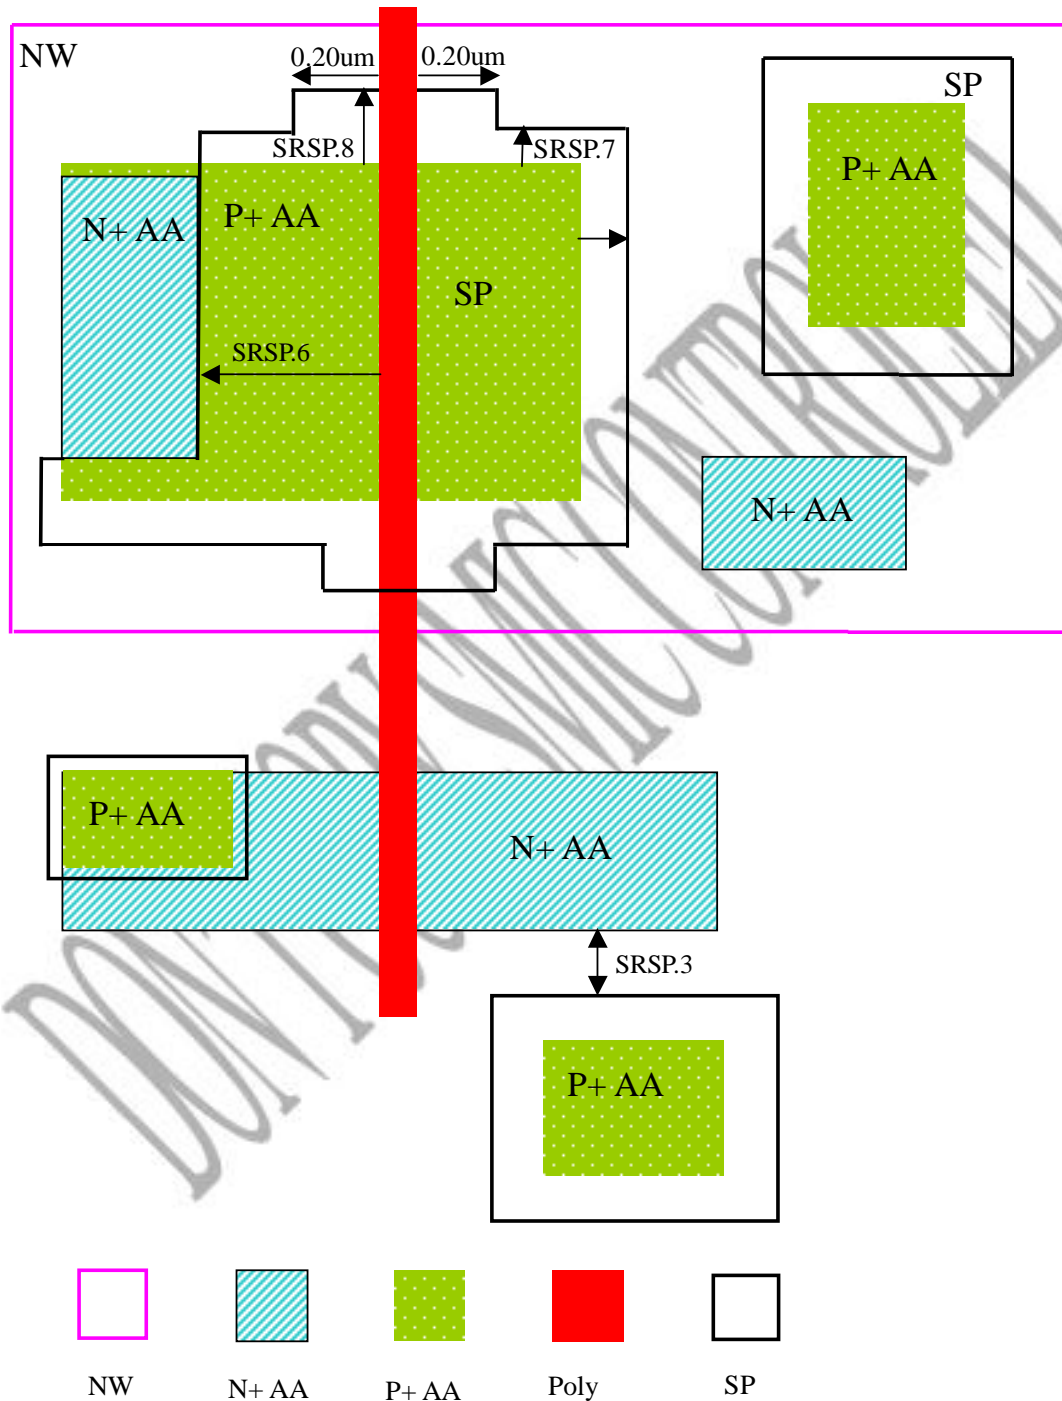 NW
0.20um
0.20um
SP
SRSP.8
SRSP.7
P+ AA
N+ AA
P+ AA
SP
SRSP.6
N+ AA
P+ AA
N+ AA
SRSP.3
P+ AA
NW
N+ AA
P+ AA
Poly
SP